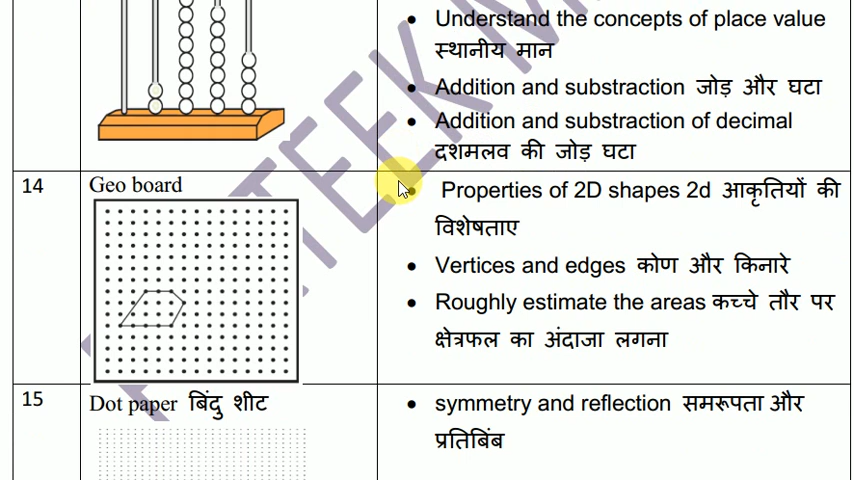 Understand the concepts of place value
स्थानीय मान
Addition and substraction जोड़ और घटा
Addition and substraction of decimal
दशमलव की जोड़ घटा
14
Geo board
Properties of 2D shapes 2d आकृतियों की
विशेषताए
Vertices and edges कोण और किनारे
Roughly estimate the areas कच्चे तौर पर
क्षेत्रफल का अंदाजा लगना
15
Dot paper बिंदु शीट
symmetry and reflection समरूपता और
प्रतिबिंब